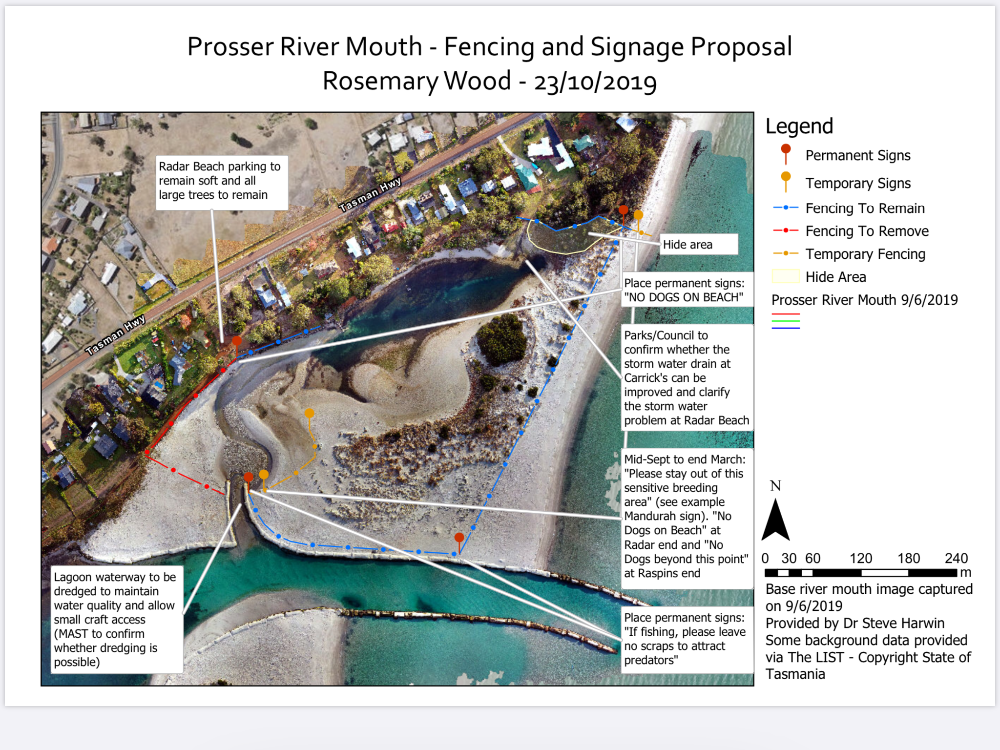 Prosser River Mouth - Fencing and Signage Proposal
Rosemary Wood - 23/10/2019
Radar Beach parking to
remain soft and all
large trees to remain
Tasman Hwy
Tasman Hwy
Hide area
Place permanent signs:
"NO DOGS ON BEACH"
Parks/Council to
confirm whether the
storm water drain at
Carrick's can be
improved and clarify
the storm water
problem at Radar Beach
Mid-Sept to end March:
"Please stay out of this
sensitive breeding
area" (see example
Mandurah sign). "No
Dogs on Beach" at
Radar end and "No
Dogs beyond this point"
at Raspins end
Lagoon waterway to be
dredged to maintain
water quality and allow
small craft access
(MAST to confirm
whether dredging is
possible)
Place permanent signs:
"If fishing, please leave
no scraps to attract
predators"
Legend
Permanent Signs
Temporary Signs
Fencing To Remain
Fencing To Remove
Temporary Fencing
Hide Area
Prosser River Mouth 9/6/2019
N
0 30 60 120 180 240
m
Base river mouth image captured
on 9/6/2019
Provided by Dr Steve Harwin
Some background data provided
via The LIST - Copyright State of
Tasmania